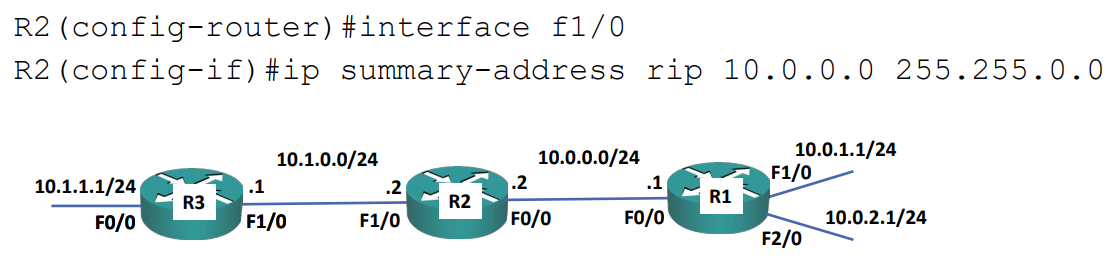 R2(config-router)#interface f1/0
R2(config-if)#ip summary-address rip 10.0.0.0 255.255.0.0
10.1.1.1/24
F0/0
R3
.1
F1/0
10.1.0.0/24
.2
F1/0
R2
.2
F0/0
10.0.0.0/24
.1
F0/0
R1
10.0.1.1/24
F1/0
10.0.2.1/24
F2/0